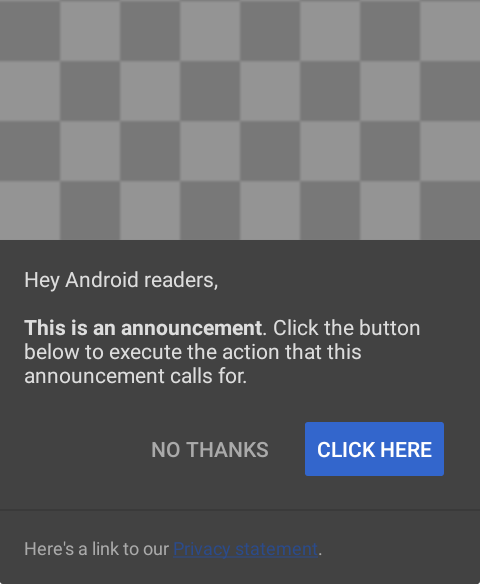 Hey Android readers,
This is an announcement. Click the button
below to execute the action that this
announcement calls for.
NO THANKS
CLICK HERE
Here's a link to our Privacy statement.